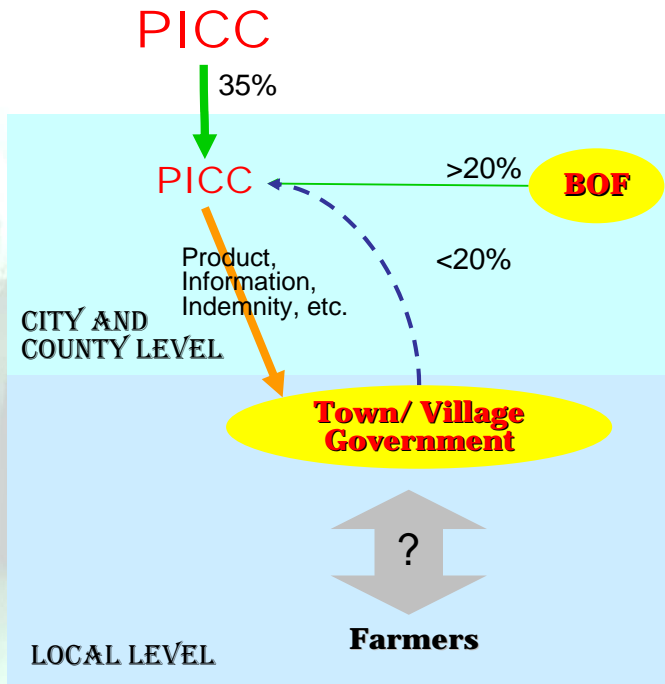 PICC
35%
PICC
>20%
BOF
Product,
Information,
Indemnity, etc.
<20%
CITY AND
COUNTY LEVEL
Town/ Village
Government
?
Farmers
LOCAL LEVEL